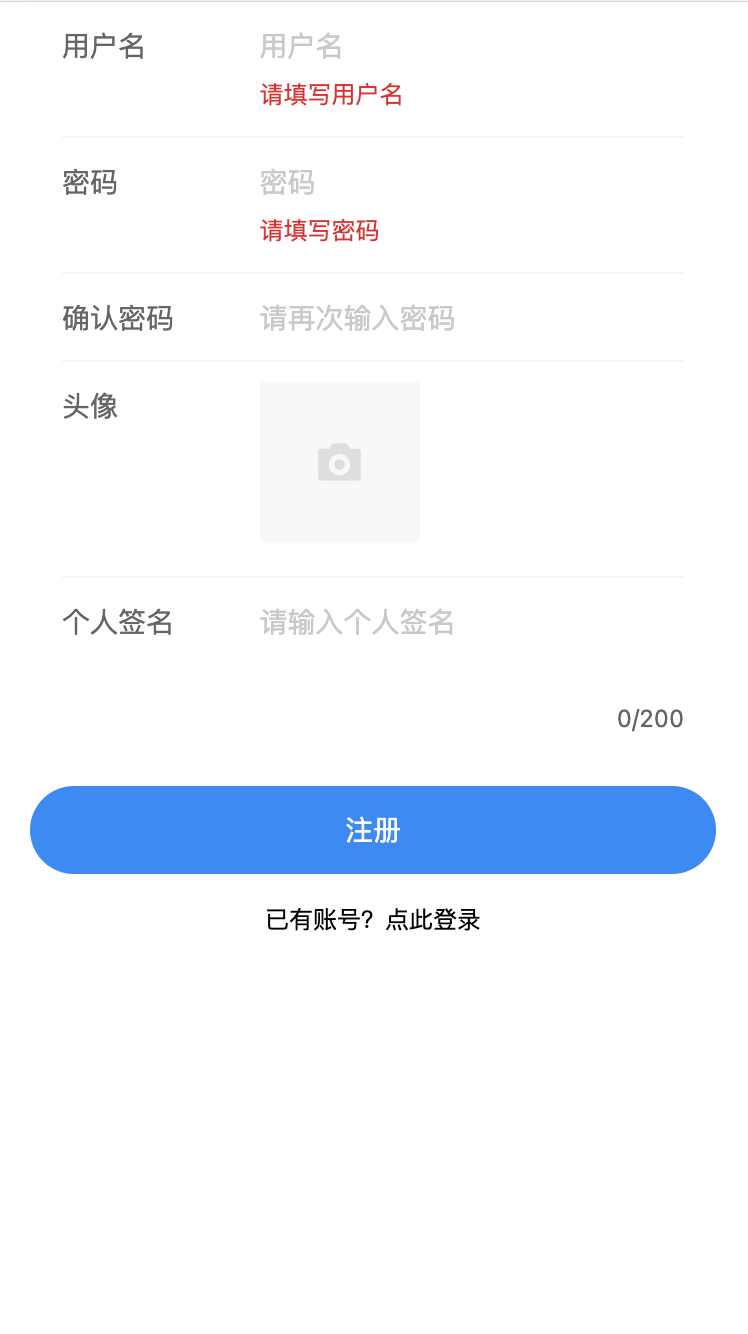 用户名 用户名
请填写用户名
密码 密码
请填写密码
确认密码 请再次输入密码
头像
个人签名 请输入个人签名
0/200
注册
已有账号？点此登录